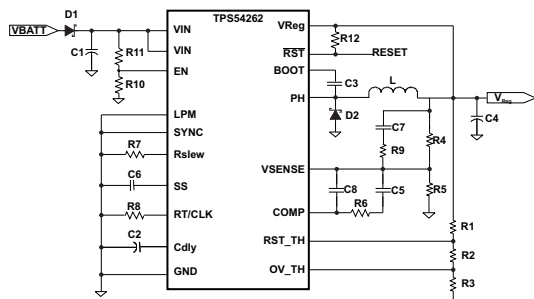 D1
TPS54262
VBATT
VIN
VReg
C1
R11
VIN
R12
RST
RESET
EN
BOOT
R10
C3
L
PH
VReg
LPM
D2
C7
C4
SYNC
R4
R7
R9
Rslew
VSENSE
C6
SS
C8
C5
R5
R8
RT/CLK
R6
COMP
R1
C2
RST_TH
Cdly
R2
OV_TH
GND
R3